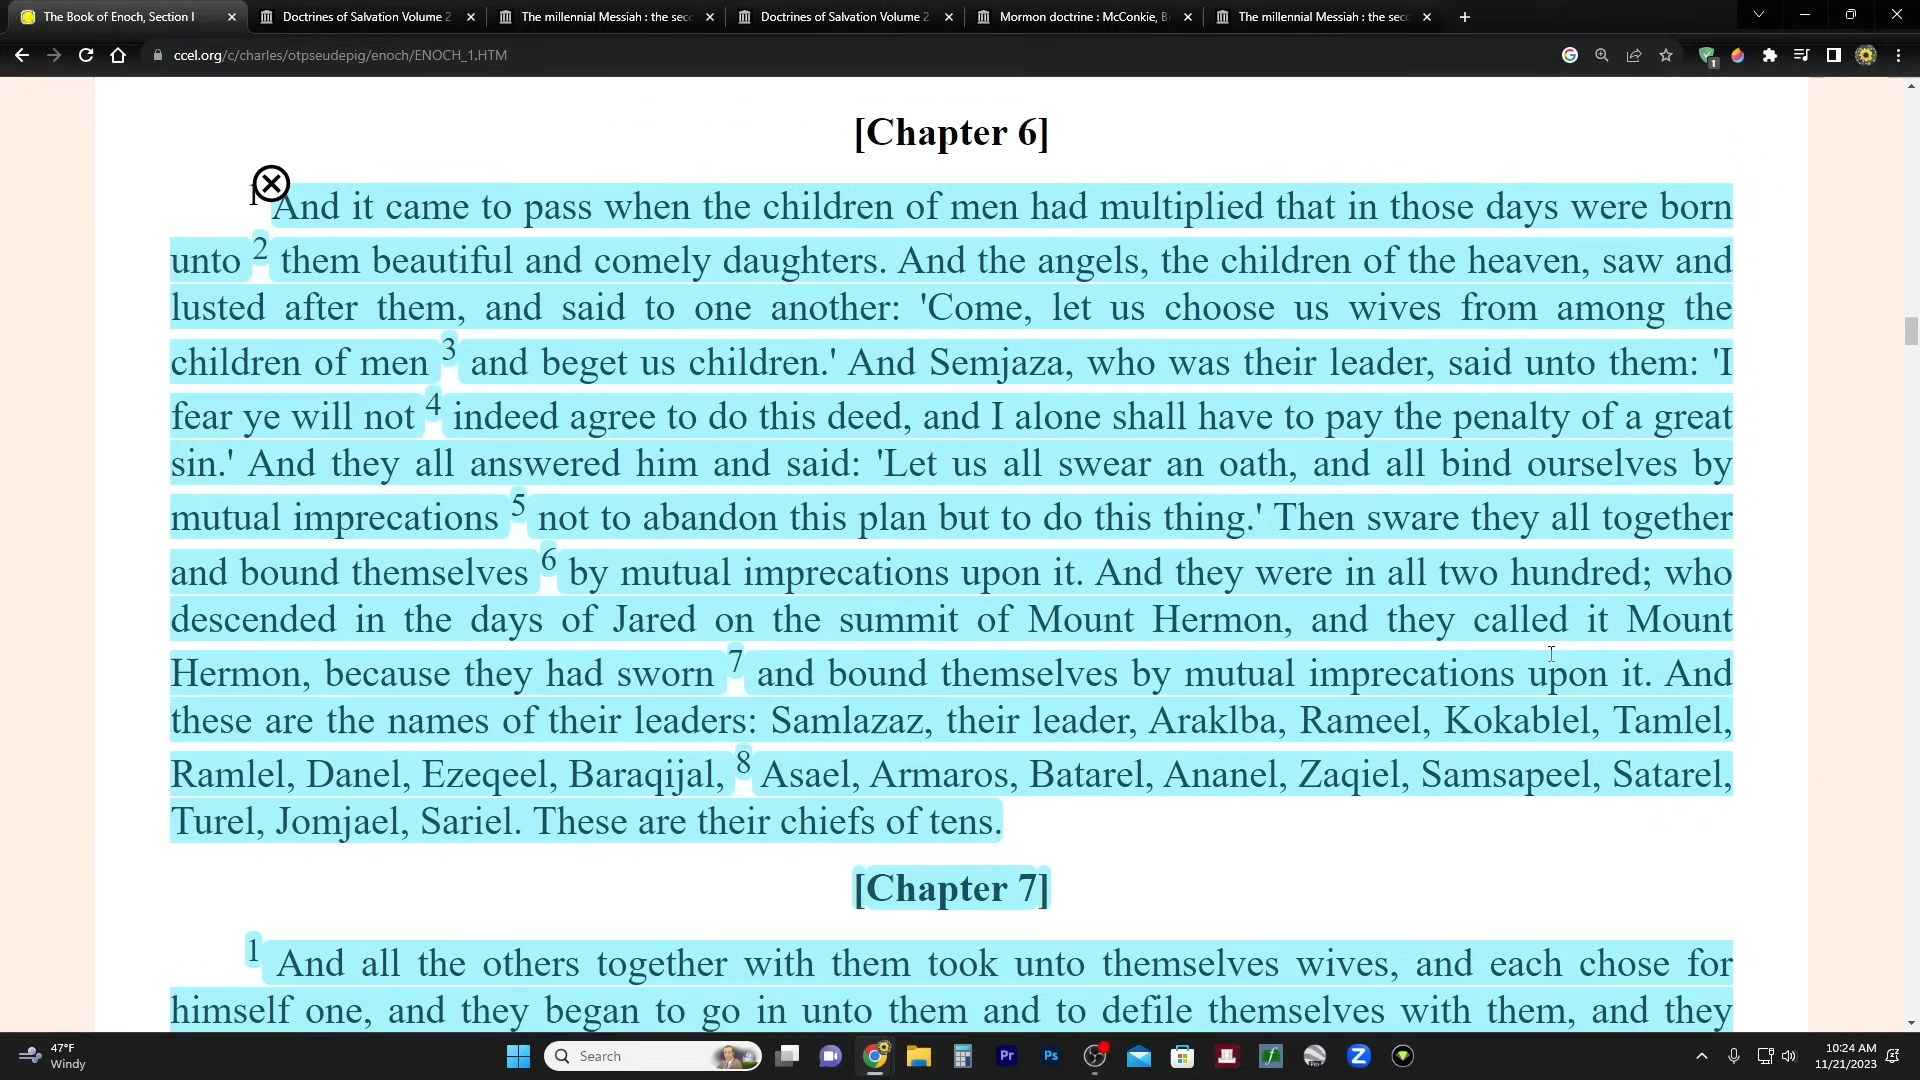 The Book of Enoch, Section I
Doctrines of Salvation Volume 2
The millennial Messiah : the sec
Doctrines of Salvation Volume 2
Mormon doctrine : McConkie, B
The millennial Messiah : the sec
ccel.org/c/charles/otpseudepig/enoch/ENOCH_1.HTM
1
[Chapter 6]
1 And it came to pass when the children of men had multiplied that in those days were born
unto 2 them beautiful and comely daughters. And the angels, the children of the heaven, saw and
lusted after them, and said to one another: 'Come, let us choose us wives from among the
children of men 3 and beget us children.' And Semjaza, who was their leader, said unto them: 'I
fear ye will not 4 indeed agree to do this deed, and I alone shall have to pay the penalty of a great
sin.' And they all answered him and said: 'Let us all swear an oath, and all bind ourselves by
mutual imprecations 5 not to abandon this plan but to do this thing.' Then sware they all together
and bound themselves 6 by mutual imprecations upon it. And they were in all two hundred; who
descended in the days of Jared on the summit of Mount Hermon, and they called it Mount
Hermon, because they had sworn 7 and bound themselves by mutual imprecations upon it. And
these are the names of their leaders: Samlazaz, their leader, Araklba, Rameel, Kokablel, Tamlel,
Ramlel, Danel, Ezeqeel, Baraqijal, 8 Asael, Armaros, Batarel, Ananel, Zaqiel, Samsapeel, Satarel,
Turel, Jomjael, Sariel. These are their chiefs of tens.
[Chapter 7]
1 And all the others together with them took unto themselves wives, and each chose for
himself one, and they began to go in unto them and to defile themselves with them, and they
47°F
Windy
Search
Pr
Ps
10:24 AM
11/21/2023